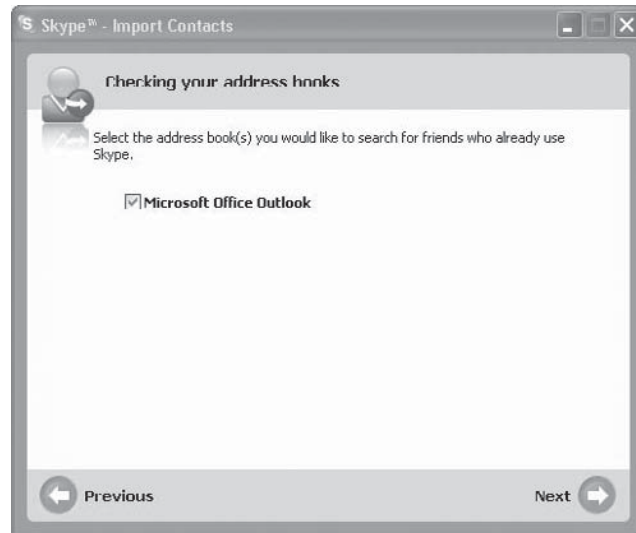 Skype™ - Import Contacts
Checking your address books
Select the address book(s) you would like to search for friends who already use
Skype.
Microsoft Office Outlook
Previous
Next